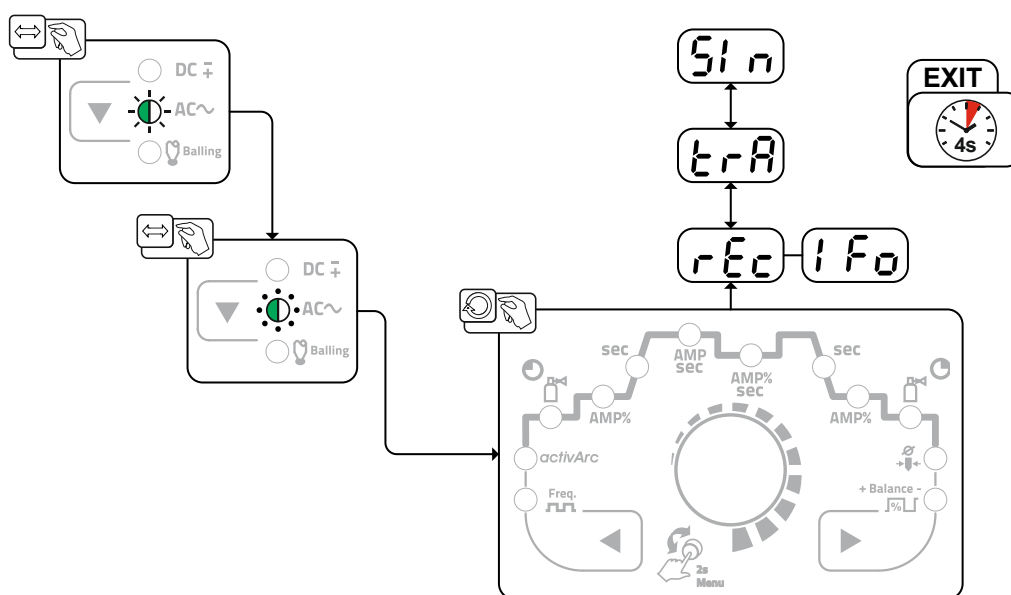 DC
AC
Balling
DC
AC
Balling
SIn
trA
rEc
IFo
EXIT
4s
sec
AMP
sec
AMP%
sec
sec
AMP%
AMP%
activArc
Freq.
+ Balance -
%
2s
Menu